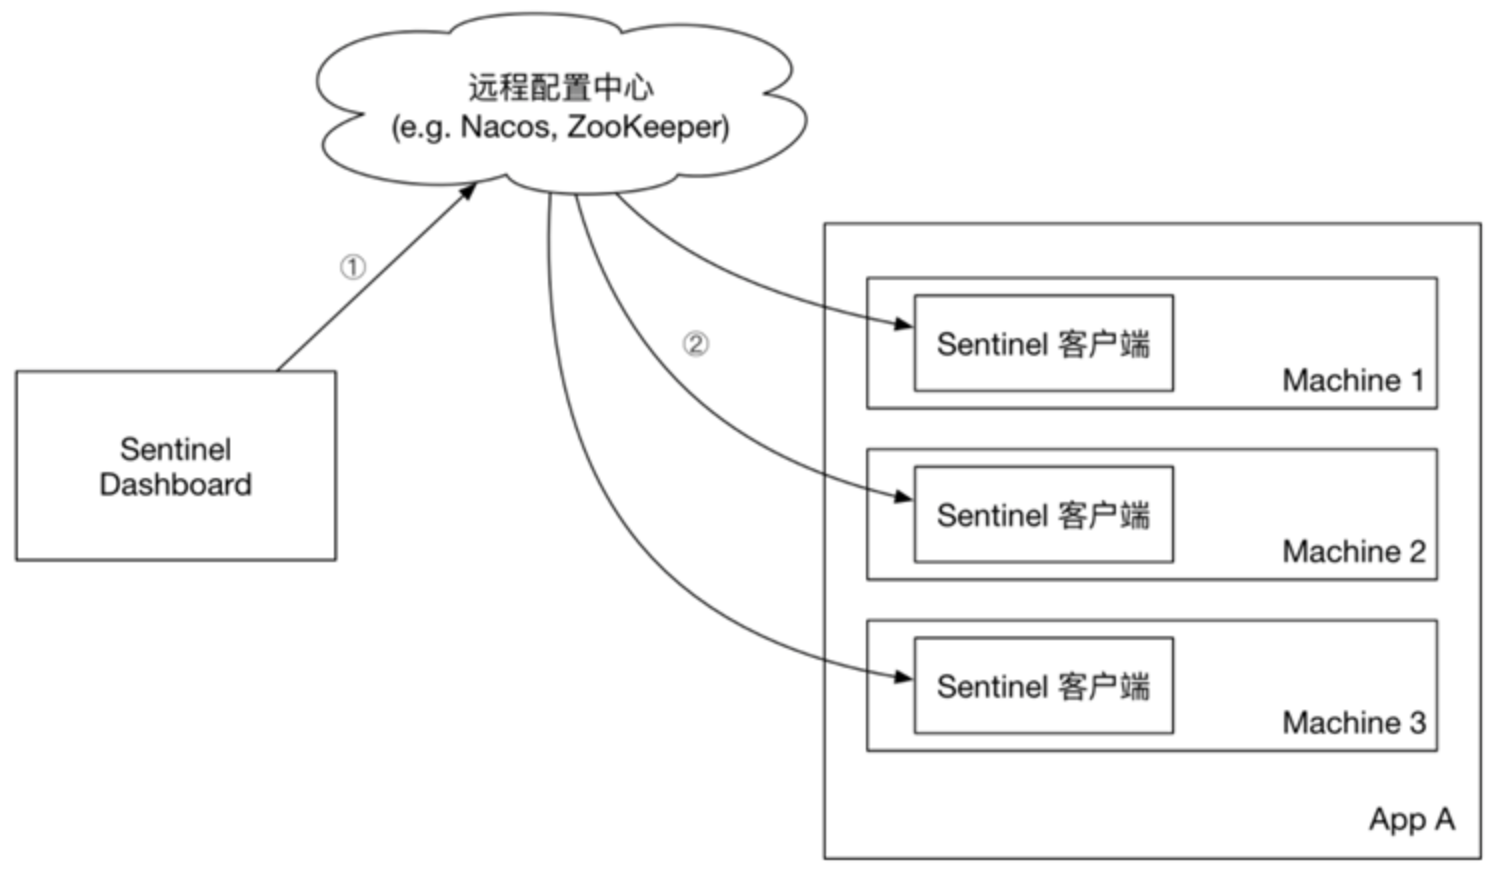 远程配置中心
(e.g. Nacos, ZooKeeper)
①
②
Sentinel
Dashboard
Sentinel 客户端
Machine 1
Sentinel 客户端
Machine 2
Sentinel 客户端
Machine 3
App A